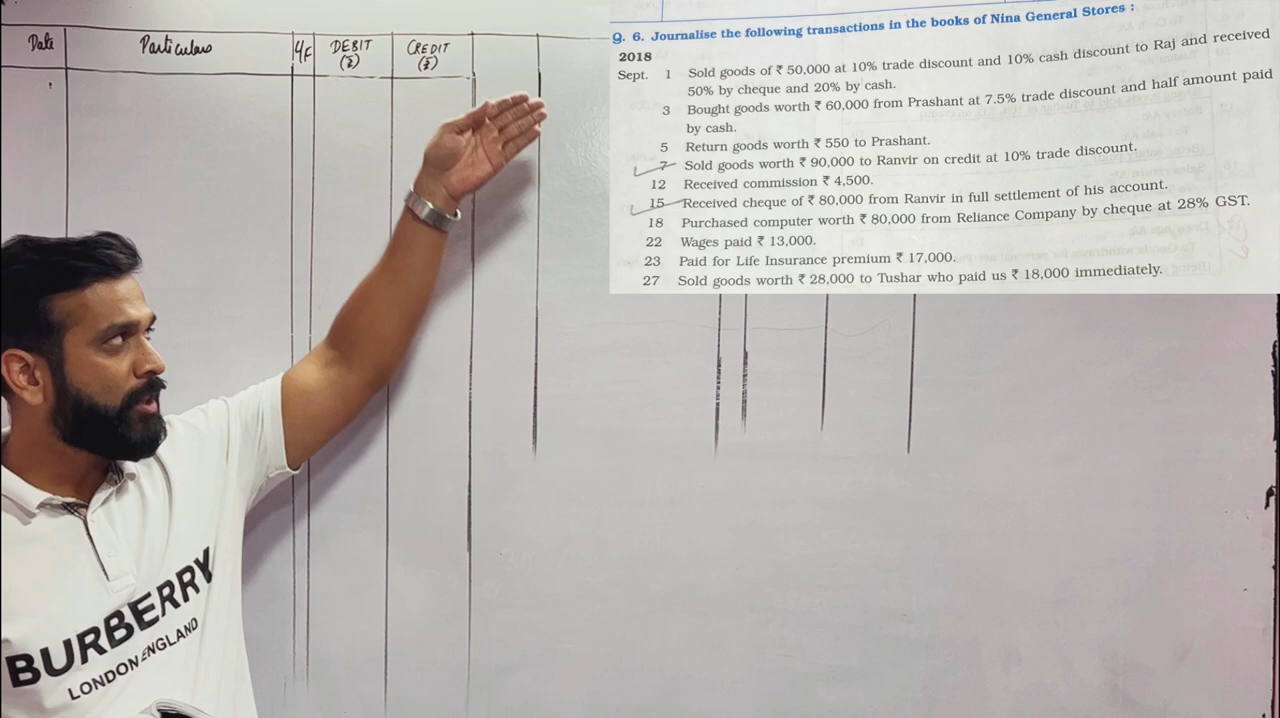 Date Particulars L/F DEBIT (₹) CREDIT (₹)
Q. 6. Journalise the following transactions in the books of Nina General Stores :
2018
Sept. 1 Sold goods of ₹ 50,000 at 10% trade discount and 10% cash discount to Raj and received
50% by cheque and 20% by cash.
3 Bought goods worth ₹ 60,000 from Prashant at 7.5% trade discount and half amount paid
by cash.
5 Return goods worth ₹ 550 to Prashant.
7 Sold goods worth ₹ 90,000 to Ranvir on credit at 10% trade discount.
12 Received commission ₹ 4,500.
15 Received cheque of ₹ 80,000 from Ranvir in full settlement of his account.
18 Purchased computer worth ₹ 80,000 from Reliance Company by cheque at 28% GST.
22 Wages paid ₹ 13,000.
23 Paid for Life Insurance premium ₹ 17,000.
27 Sold goods worth ₹ 28,000 to Tushar who paid us ₹ 18,000 immediately.
BURBERRY
LONDON ENGLAND